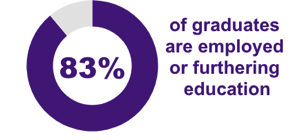 83%
of graduates
are employed
or furthering
education